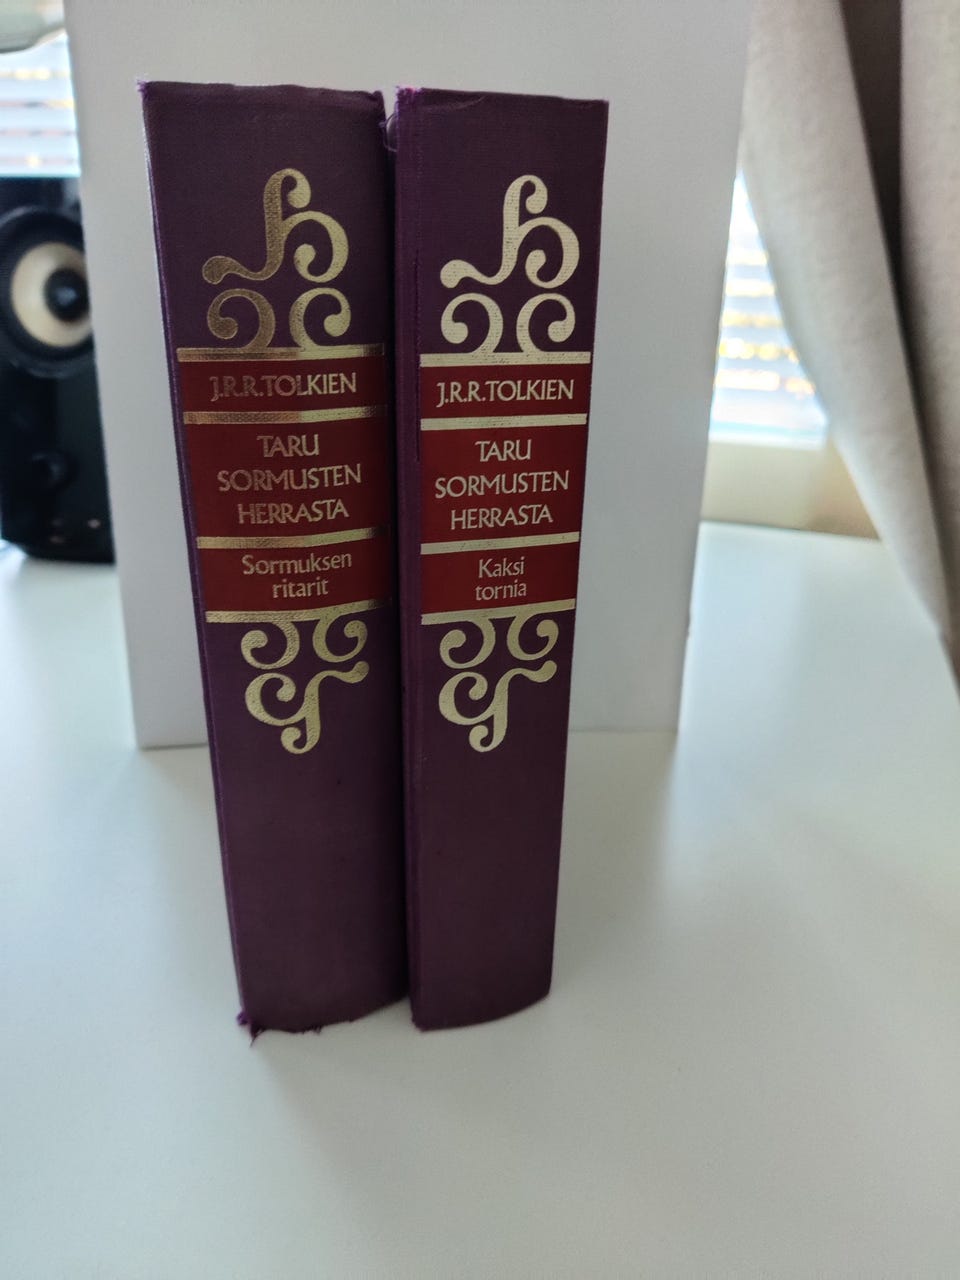 J.R.R.TOLKIEN
TARU
SORMUSTEN
HERRASTA
Sormuksen
ritarit
J.R.R.TOLKIEN
TARU
SORMUSTEN
HERRASTA
Kaksi
tornia